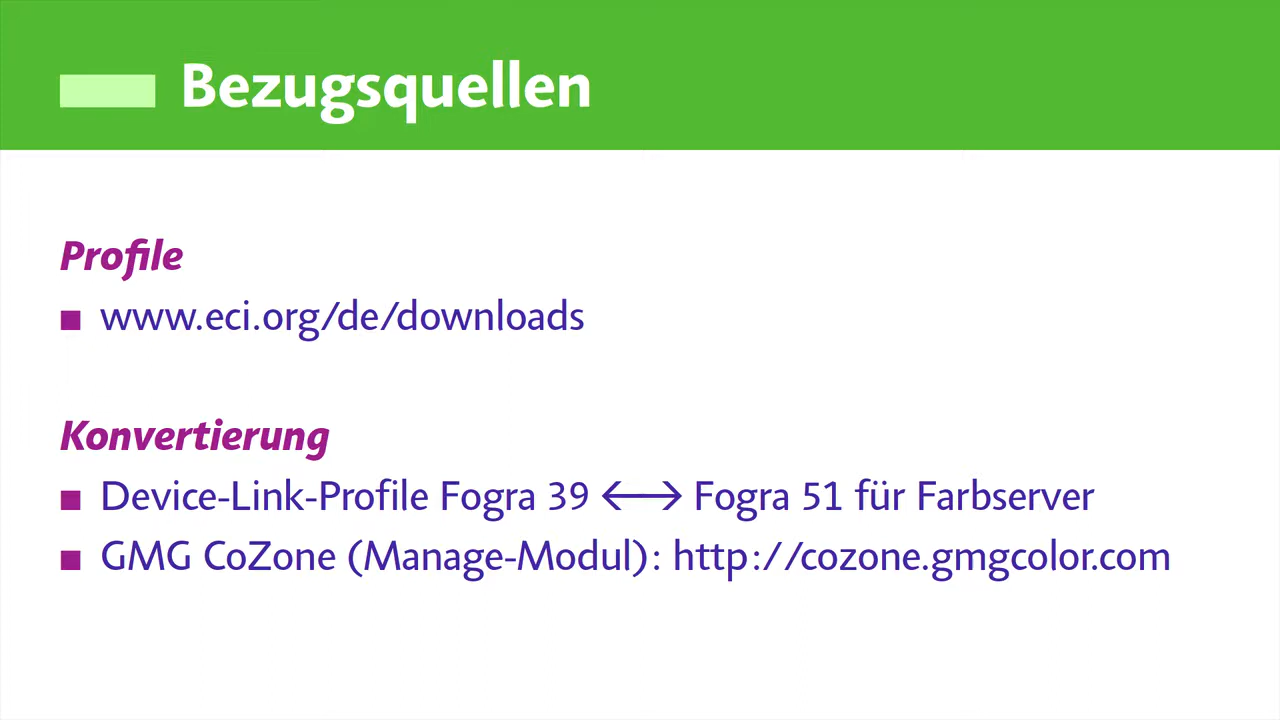 Bezugsquellen
Profile
www.eci.org/de/downloads
Konvertierung
Device-Link-Profile Fogra 39 ⟷ Fogra 51 für Farbserver
GMG CoZone (Manage-Modul): http://cozone.gmgcolor.com